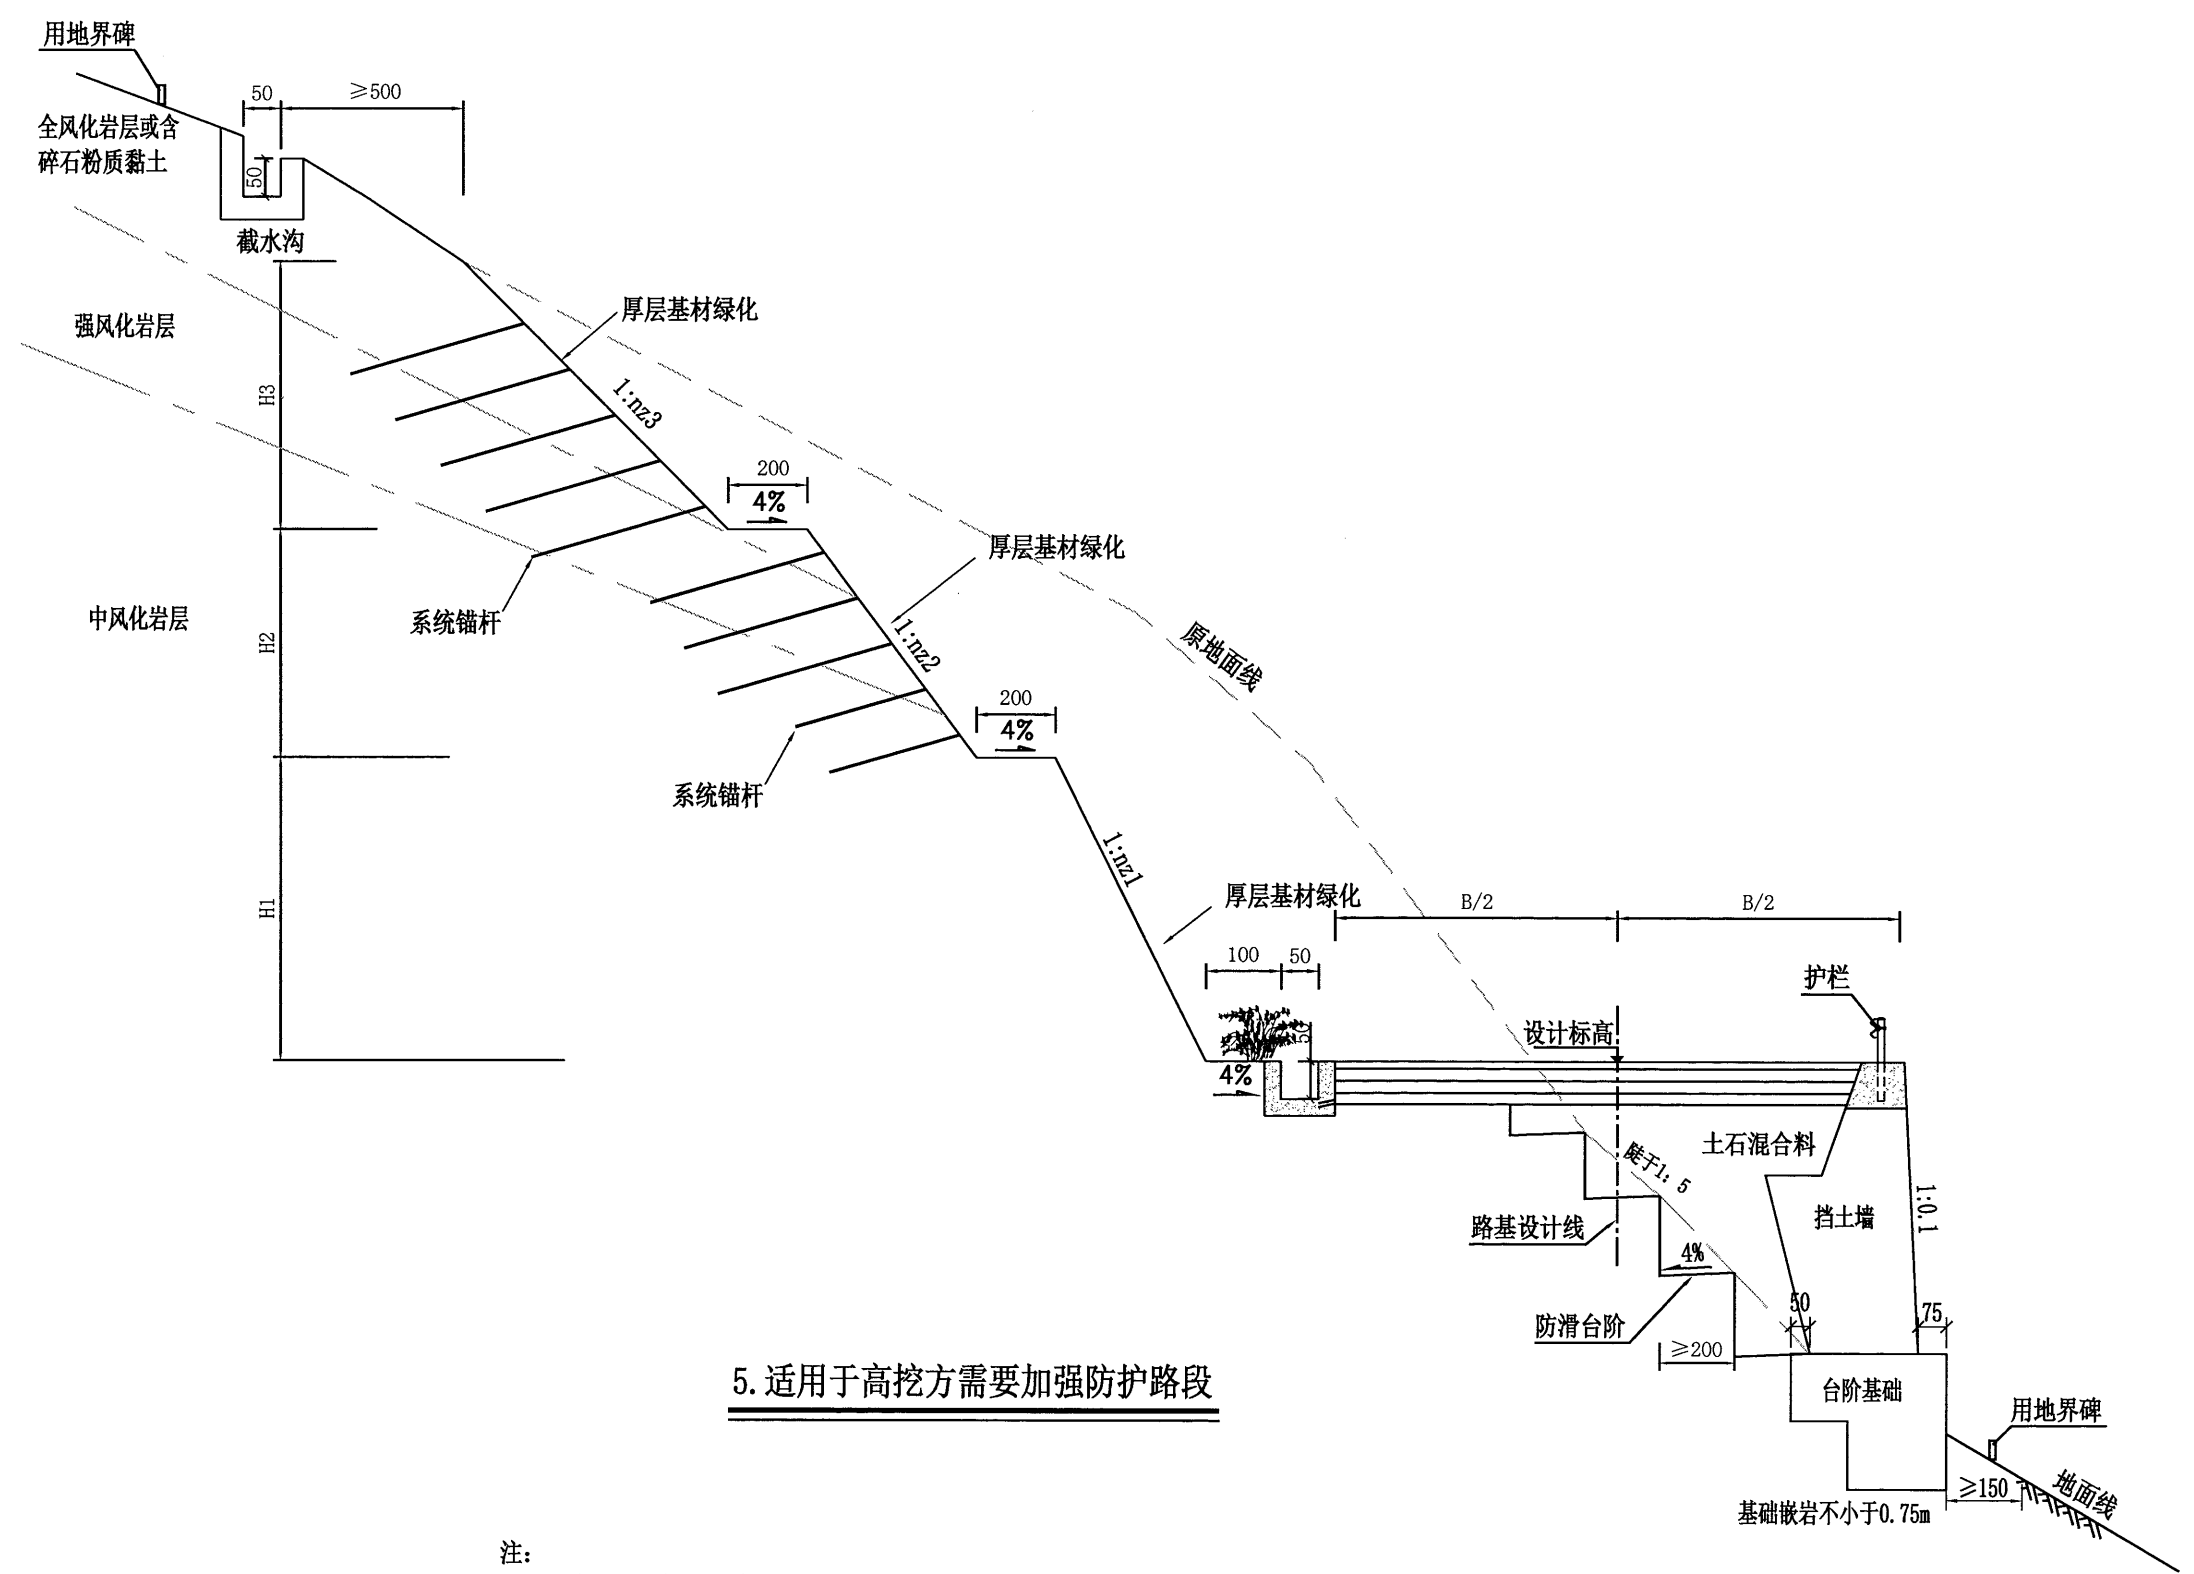 用地界碑
50
≥500
全风化岩层或含
碎石粉质黏土
50
截水沟
强风化岩层
厚层基材绿化
H3
1:nz3
200
4%
厚层基材绿化
中风化岩层
系统锚杆
H2
1:nz2
原地面线
200
4%
系统锚杆
1:nz1
厚层基材绿化
H1
B/2
B/2
100
50
护栏
50
设计标高
4%
土石混合料
陡于1: 5
挡土墙
1:0.1
路基设计线
4%
防滑台阶
50
75
≥200
5.适用于高挖方需要加强防护路段
台阶基础
用地界碑
≥150
地面线
基础嵌岩不小于0.75m
注: